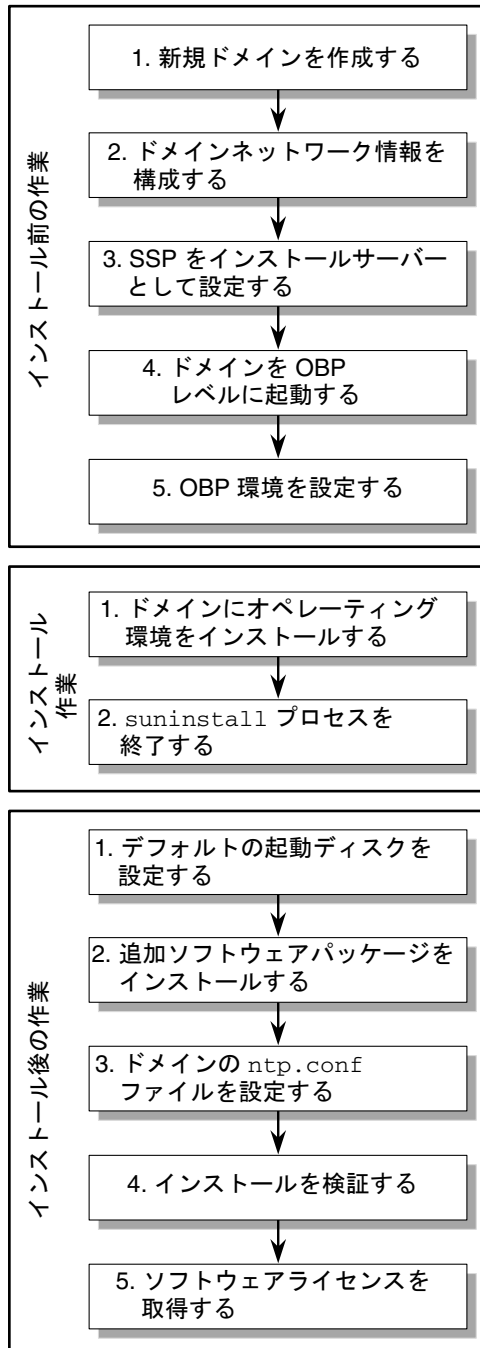 インストール前の作業
1. 新規ドメインを作成する
2. ドメインネットワーク情報を
構成する
3. SSP をインストールサーバー
として設定する
4. ドメインを OBP
レベルに起動する
5. OBP 環境を設定する
インストール
作業
1. ドメインにオペレーティング
環境をインストールする
2. suninstall プロセスを
終了する
インストール後の作業
1. デフォルトの起動ディスクを
設定する
2. 追加ソフトウェアパッケージを
インストールする
3. ドメインの ntp.conf
ファイルを設定する
4. インストールを検証する
5. ソフトウェアライセンスを
取得する